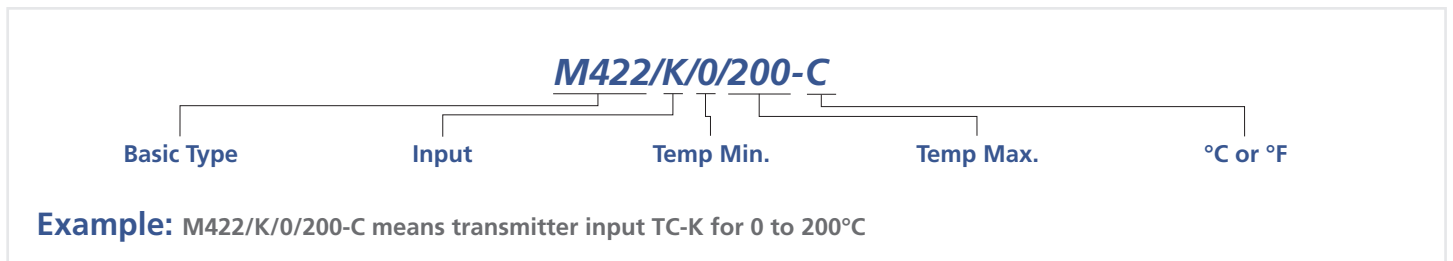 M422/K/0/200-C
Basic Type Input Temp Min. Temp Max. °C or °F
Example: M422/K/0/200-C means transmitter input TC-K for 0 to 200°C